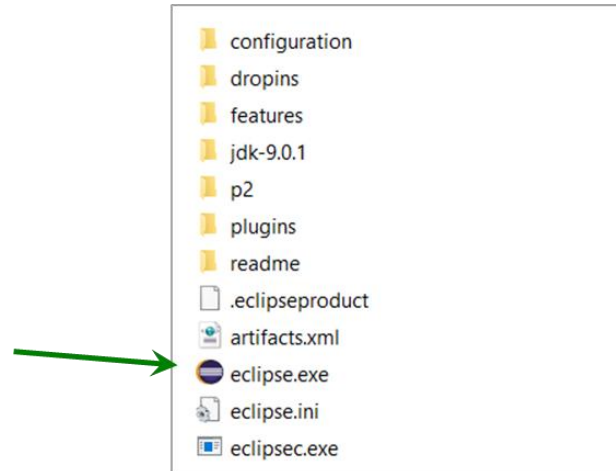 configuration
dropins
features
jdk-9.0.1
p2
plugins
readme
.eclipseproduct
artifacts.xml
eclipse.exe
eclipse.ini
eclipsec.exe